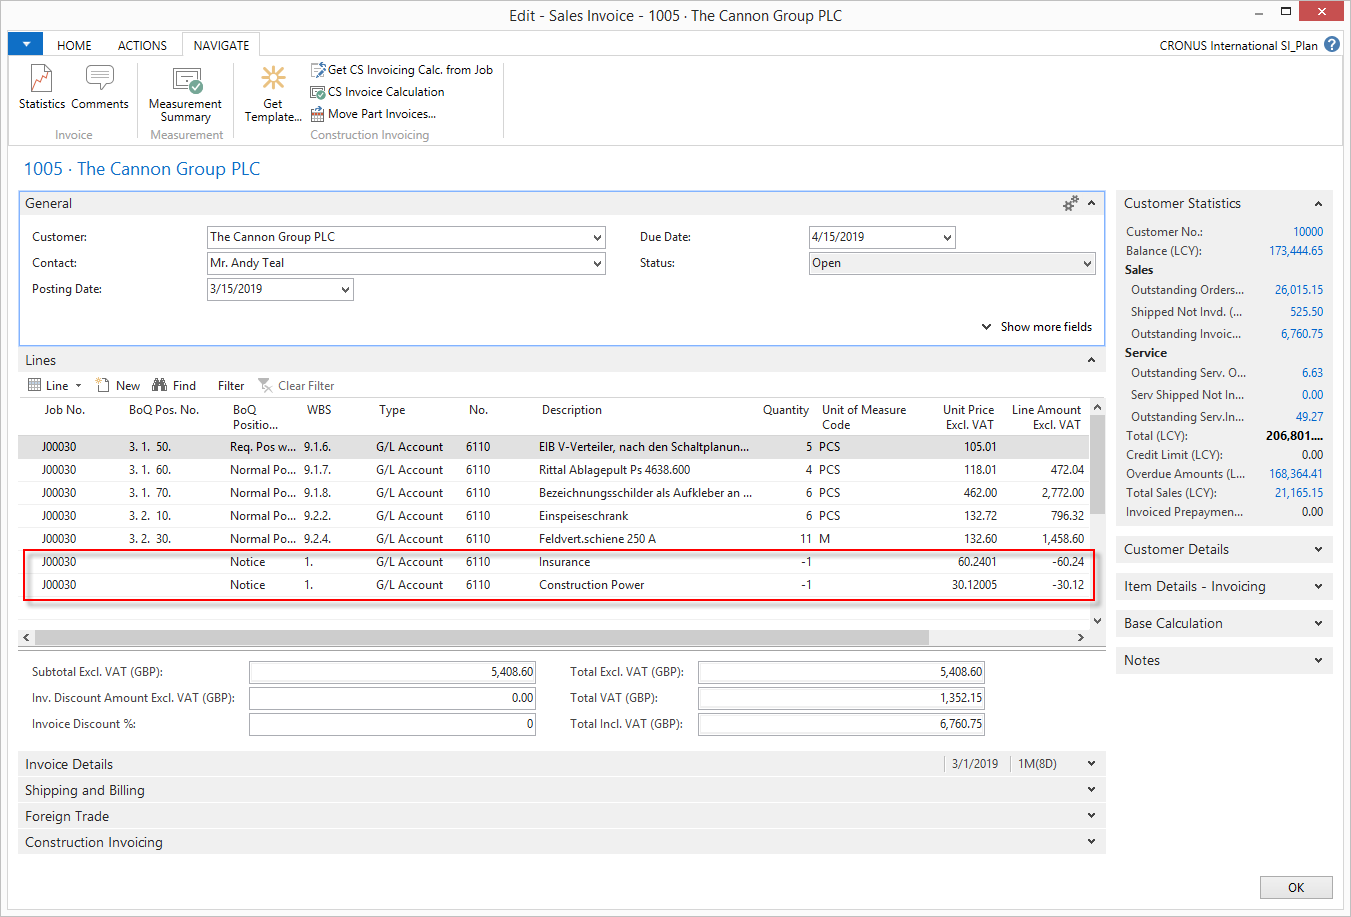 Edit - Sales Invoice - 1005 · The Cannon Group PLC
HOME ACTIONS NAVIGATE
CRONUS International SI_Plan
Statistics
Comments
Invoice
Measurement
Summary
Measurement
Get
Template...
Get CS Invoicing Calc. from Job
CS Invoice Calculation
Move Part Invoices...
Construction Invoicing
1005 · The Cannon Group PLC
General
Customer: The Cannon Group PLC
Contact: Mr. Andy Teal
Posting Date: 3/15/2019
Due Date: 4/15/2019
Status: Open
Show more fields
Lines
Line New Find Filter Clear Filter
Job No. BoQ Pos. No. BoQ Positio... WBS Type No. Description Quantity Unit of Measure Code Unit Price Excl. VAT Line Amount Excl. VAT
J00030 3. 1. 50. Req. Pos w... 9.1.6. G/L Account 6110 EIB V-Verteiler, nach den Schaltplanun... 5 PCS 105.01
J00030 3. 1. 60. Normal Po... 9.1.7. G/L Account 6110 Rittal Ablagepult Ps 4638.600 4 PCS 118.01 472.04
J00030 3. 1. 70. Normal Po... 9.1.8. G/L Account 6110 Bezeichnungsschilder als Aufkleber an ... 6 PCS 462.00 2,772.00
J00030 3. 2. 10. Normal Po... 9.2.2. G/L Account 6110 Einspeiseschrank 6 PCS 132.72 796.32
J00030 3. 2. 30. Normal Po... 9.2.4. G/L Account 6110 Feldvert.schiene 250 A 11 M 132.60 1,458.60
J00030 Notice 1. G/L Account 6110 Insurance -1 60.2401 -60.24
J00030 Notice 1. G/L Account 6110 Construction Power -1 30.12005 -30.12
Subtotal Excl. VAT (GBP): 5,408.60
Inv. Discount Amount Excl. VAT (GBP): 0.00
Invoice Discount %: 0
Total Excl. VAT (GBP): 5,408.60
Total VAT (GBP): 1,352.15
Total Incl. VAT (GBP): 6,760.75
Invoice Details 3/1/2019 1M(8D)
Shipping and Billing
Foreign Trade
Construction Invoicing
Customer Statistics
Customer No.: 10000
Balance (LCY): 173,444.65
Sales
Outstanding Orders... 26,015.15
Shipped Not Invd. (... 525.50
Outstanding Invoic... 6,760.75
Service
Outstanding Serv. O... 6.63
Serv Shipped Not In... 0.00
Outstanding Serv.In... 49.27
Total (LCY): 206,801....
Credit Limit (LCY): 0.00
Overdue Amounts (L... 168,364.41
Total Sales (LCY): 21,165.15
Invoiced Prepaymen... 0.00
Customer Details
Item Details - Invoicing
Base Calculation
Notes
OK